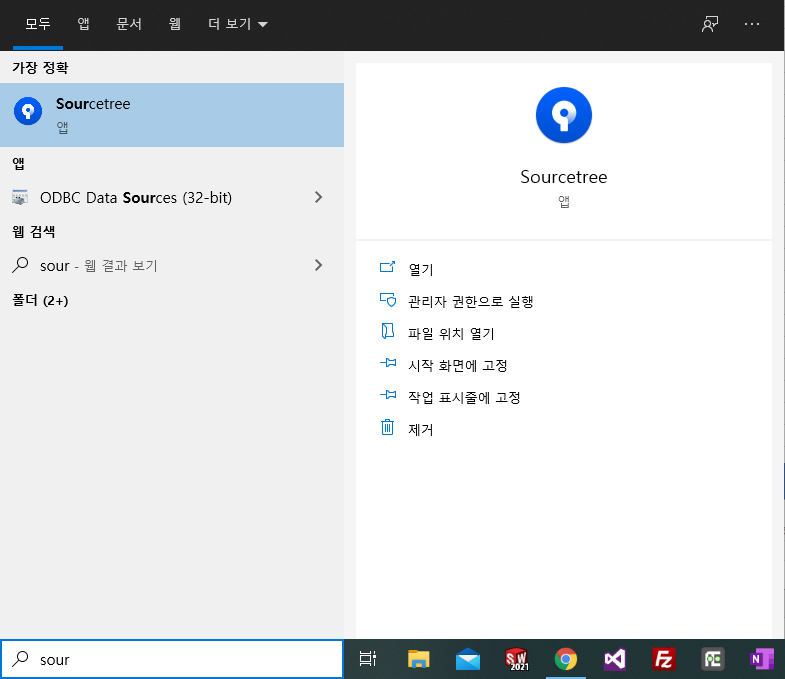 모두 앱 문서 웹 더 보기
가장 정확
Sourcetree
앱
앱
ODBC Data Sources (32-bit)
웹 검색
sour - 웹 결과 보기
폴더 (2+)
Sourcetree
앱
열기
관리자 권한으로 실행
파일 위치 열기
시작 화면에 고정
작업 표시줄에 고정
제거
sour
SW
2021
Fz
N